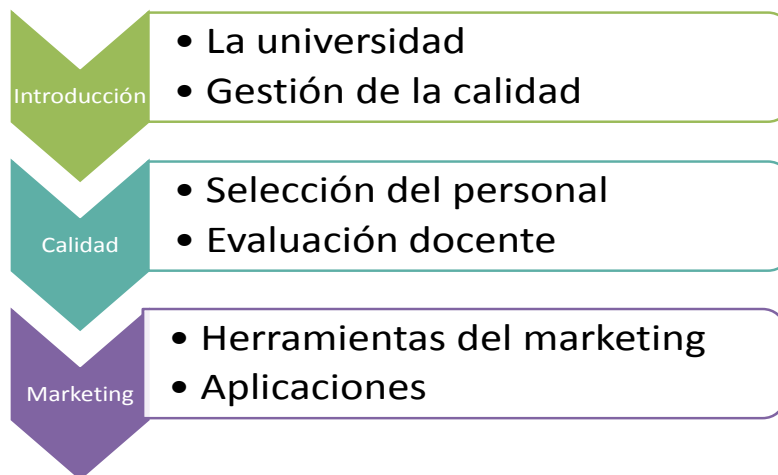 Introducción
• La universidad
• Gestión de la calidad
Calidad
• Selección del personal
• Evaluación docente
Marketing
• Herramientas del marketing
• Aplicaciones